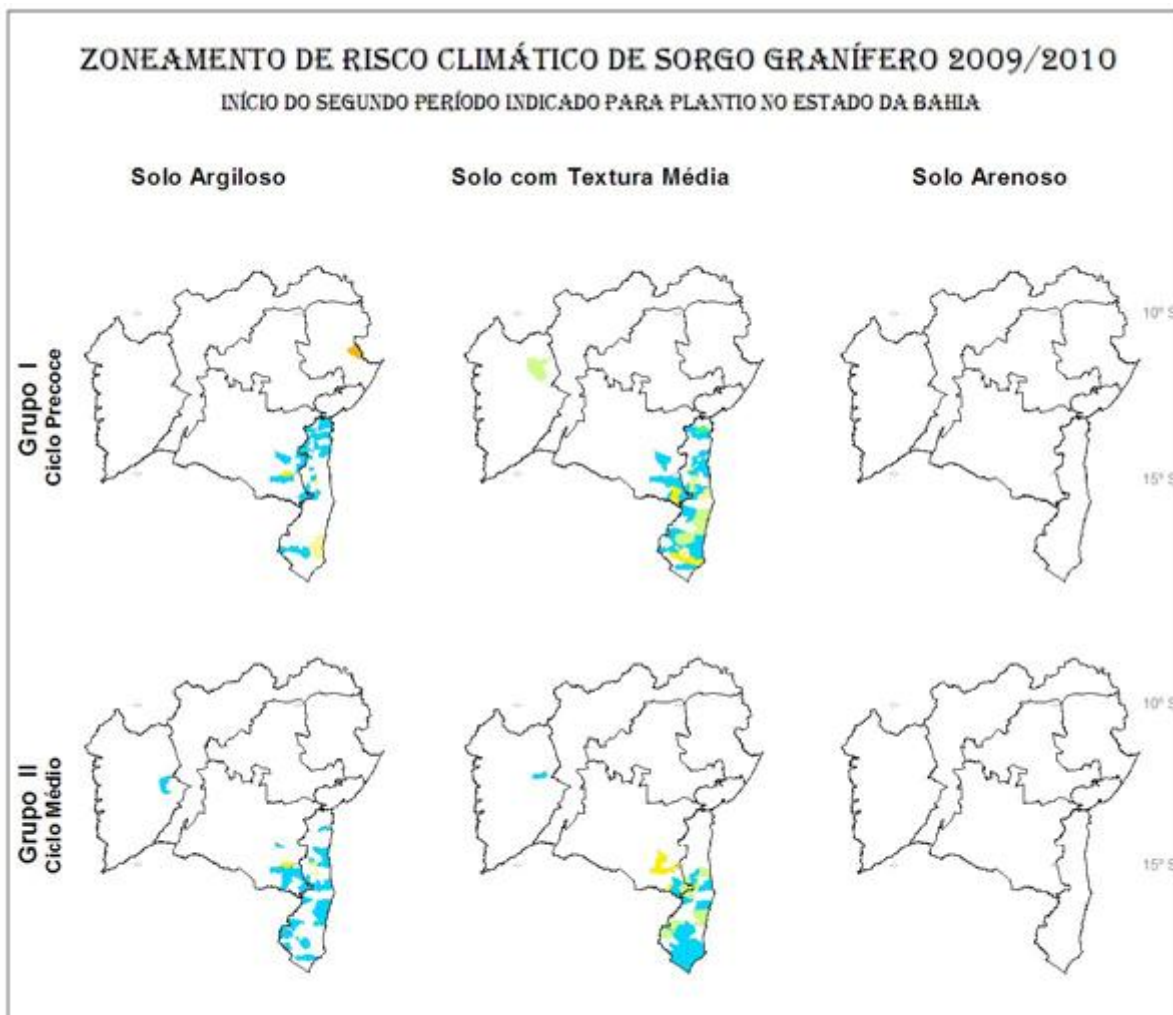 ZONEAMENTO DE RISCO CLIMÁTICO DE SORGO GRANÍFERO 2009/2010
INÍCIO DO SEGUNDO PERÍODO INDICADO PARA PLANTIO NO ESTADO DA BAHIA
Solo Argiloso
Solo com Textura Média
Solo Arenoso
Grupo I
Ciclo Precoce
10° S
15° S
Grupo II
Ciclo Médio
10° S
15° S